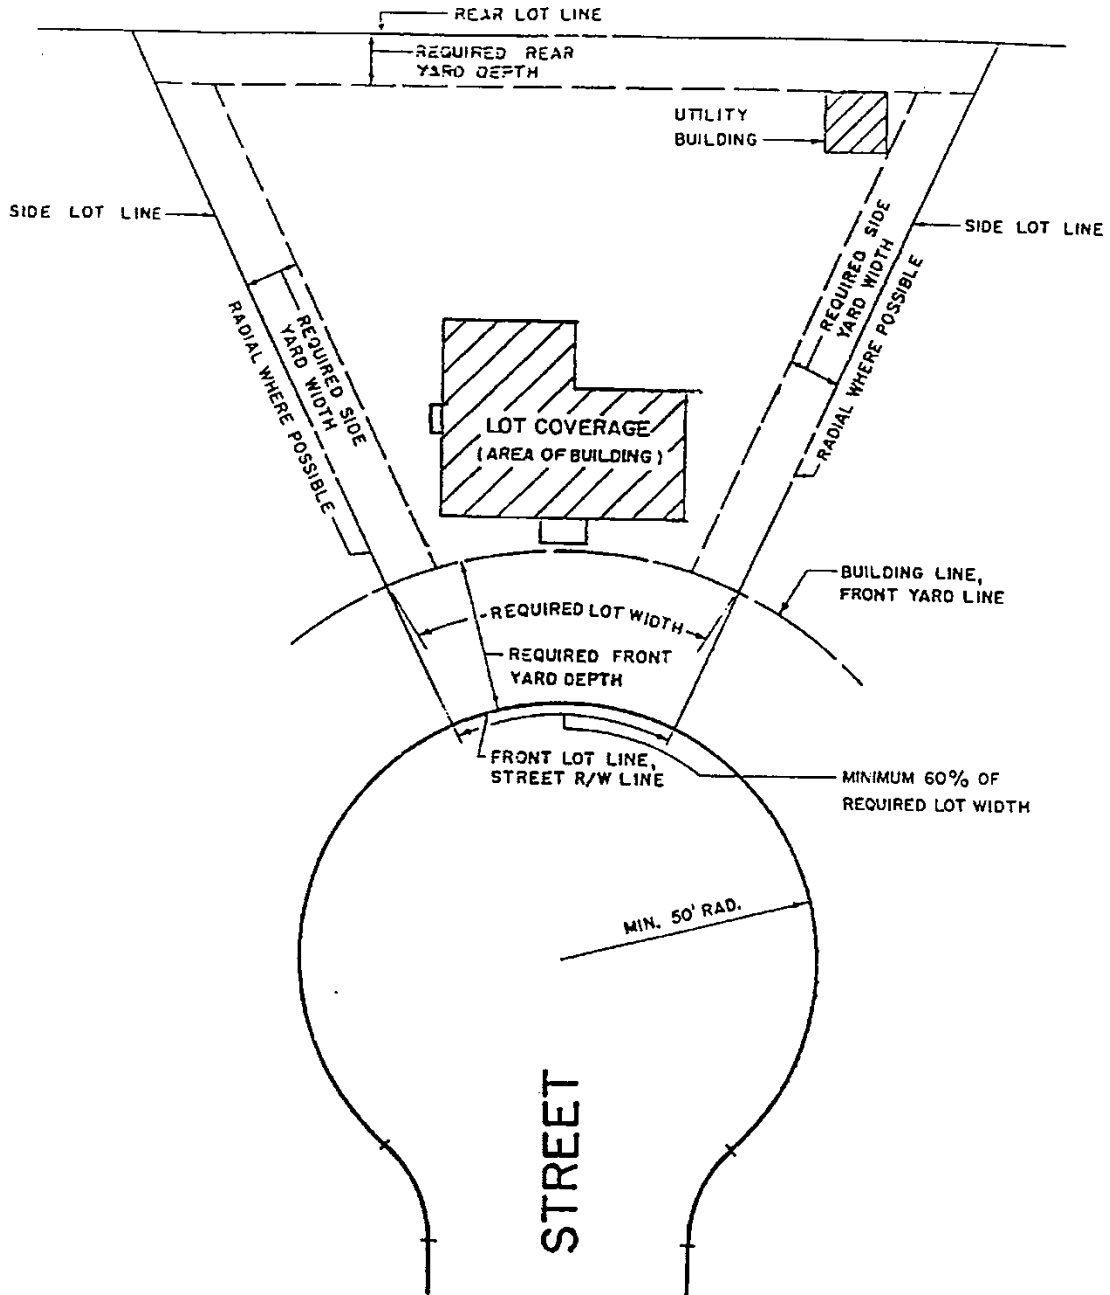 REAR LOT LINE
REQUIRED REAR
YARD DEPTH
UTILITY
BUILDING
SIDE LOT LINE
SIDE LOT LINE
REQUIRED SIDE
YARD WIDTH
RADIAL WHERE POSSIBLE
REQUIRED SIDE
YARD WIDTH
RADIAL WHERE POSSIBLE
LOT COVERAGE
(AREA OF BUILDING)
BUILDING LINE,
FRONT YARD LINE
REQUIRED LOT WIDTH
REQUIRED FRONT
YARD DEPTH
FRONT LOT LINE,
STREET R/W LINE
MINIMUM 60% OF
REQUIRED LOT WIDTH
MIN. 50' RAD.
STREET